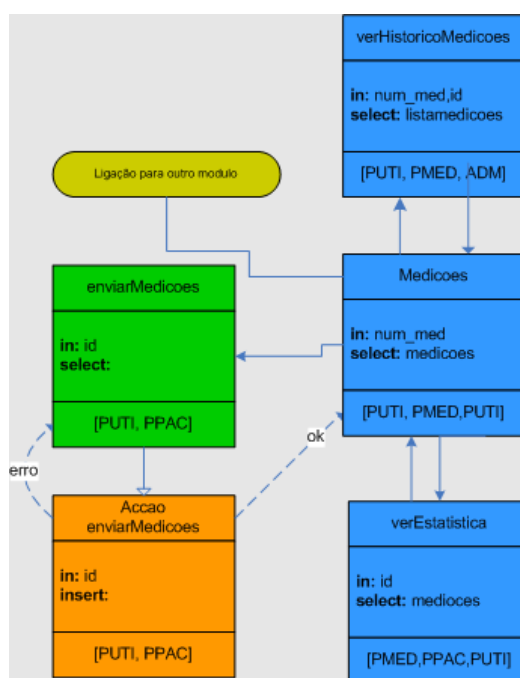 verHistoricoMedicoes
in: num_med,id
select: listamedicoes
[PUTI, PMED, ADM]
Ligação para outro modulo
enviarMedicoes
in: id
select:
[PUTI, PPAC]
Medicoes
in: num_med
select: medicoes
[PUTI, PMED,PUTI]
erro
ok
Accao
enviarMedicoes
in: id
insert:
[PUTI, PPAC]
verEstatistica
in: id
select: medioces
[PMED,PPAC,PUTI]